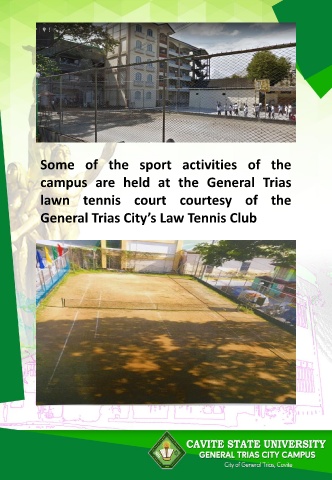 Some of the sport activities of the
campus are held at the General Trias
lawn tennis court courtesy of the
General Trias City's Law Tennis Club
CAVITE STATE UNIVERSITY
GENERAL TRIAS CITY CAMPUS
City of General Trias, Cavite